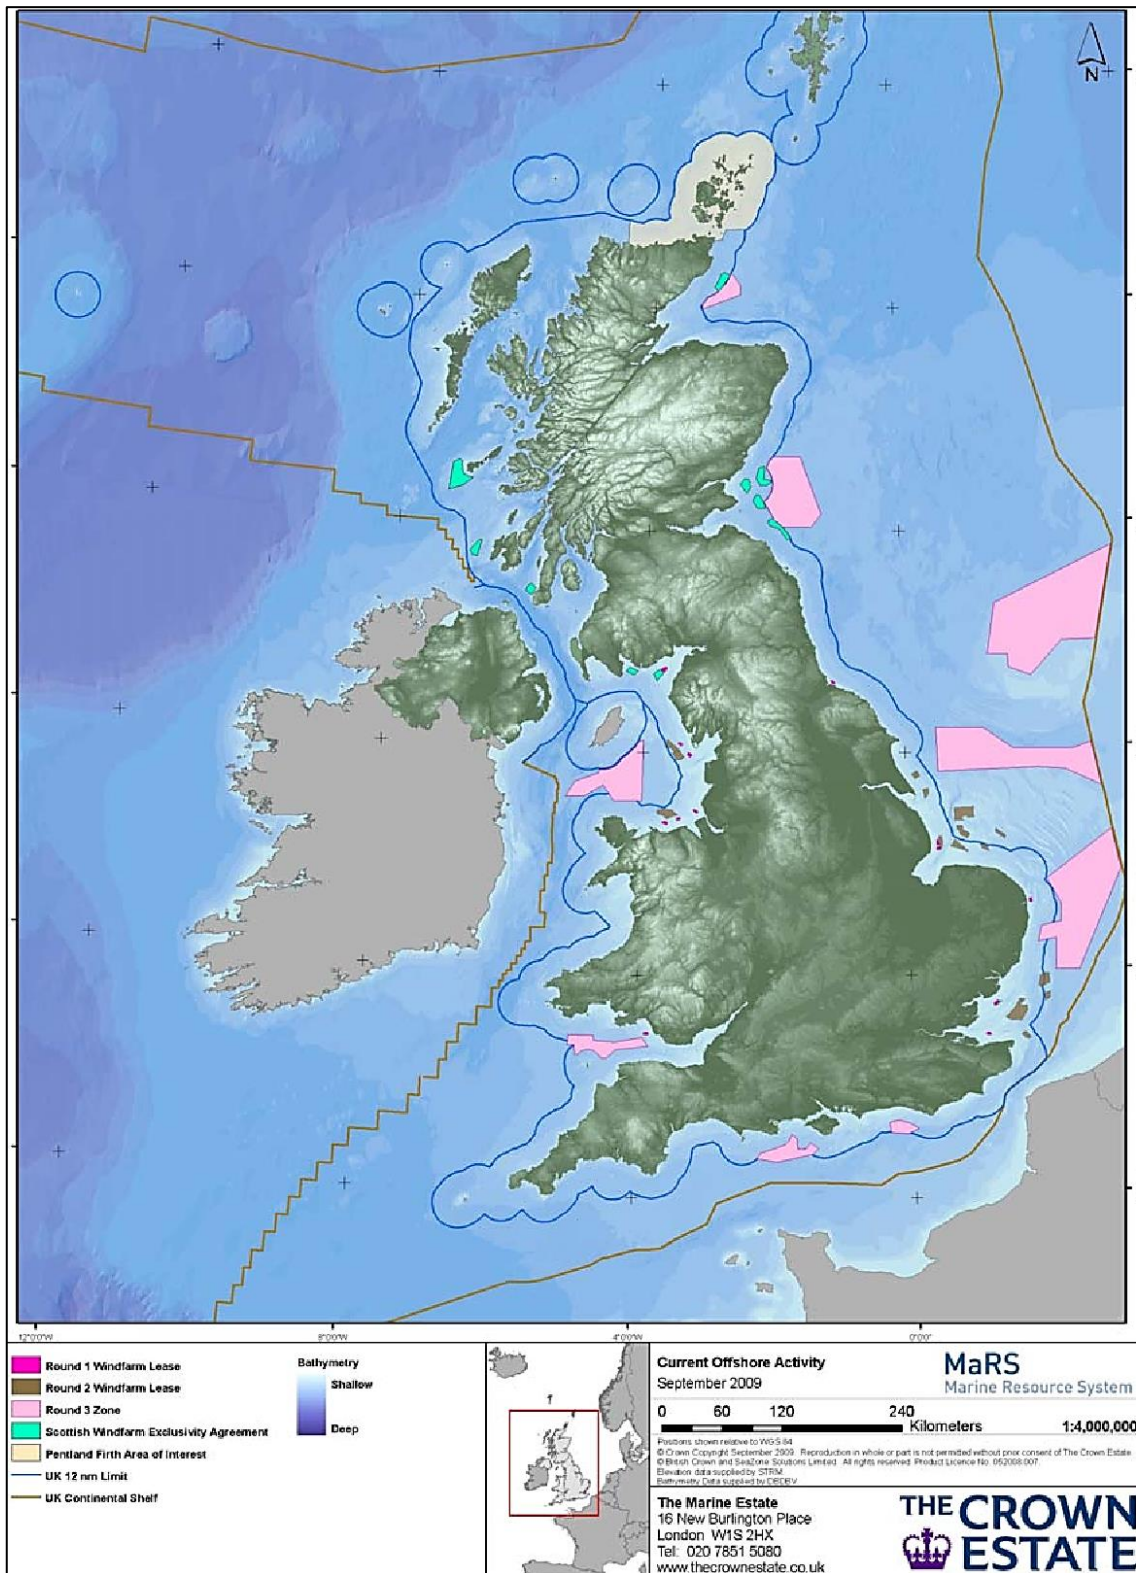 N
12°0'0"W
8°0'0"W
4°0'0"W
0°0'0"
Round 1 Windfarm Lease
Round 2 Windfarm Lease
Round 3 Zone
Scottish Windfarm Exclusivity Agreement
Pentland Firth Area of Interest
UK 12 nm Limit
UK Continental Shelf
Bathymetry
Shallow
Deep
Current Offshore Activity
September 2009
MaRS
Marine Resource System
0 60 120 240
Kilometers
1:4,000,000
Positions shown relative to WGS 84
© Crown Copyright September 2009. Reproduction in whole or part is not permitted without prior consent of The Crown Estate
© British Crown and SeaZone Solutions Limited. All rights reserved. Product Licence No.
Elevation data supplied by STRM.
Bathymetry Data supplied by
The Marine Estate
16 New Burlington Place
London W1S 2HX
Tel: 020 7851 5080
www.thecrownestate.co.uk
THE CROWN
ESTATE